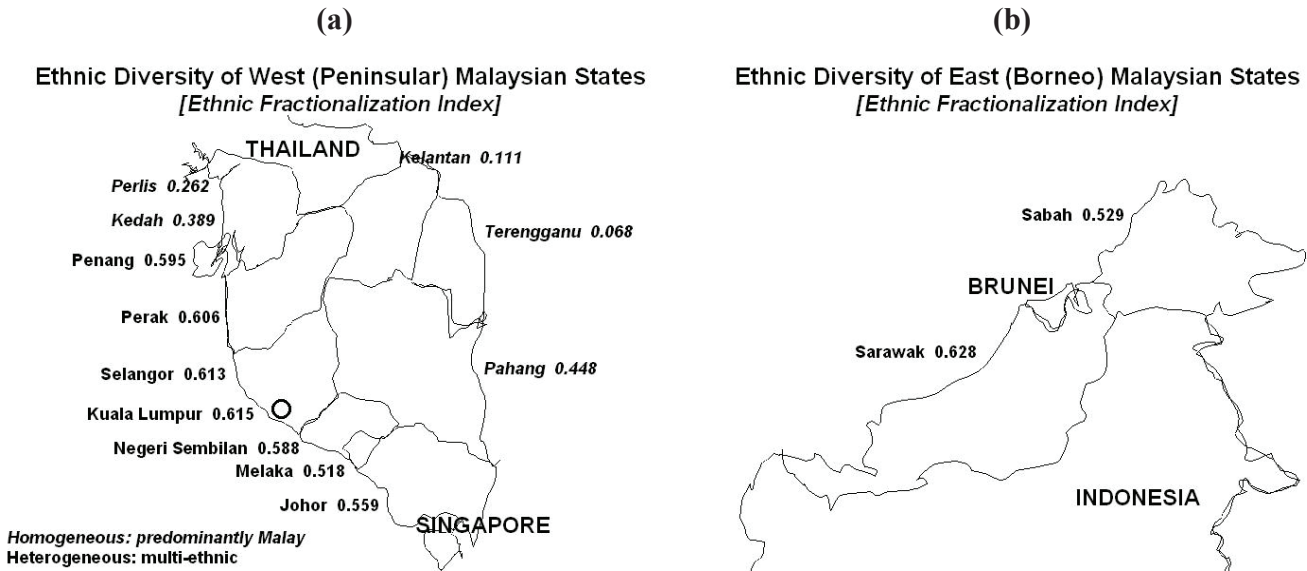 (a)
Ethnic Diversity of West (Peninsular) Malaysian States
[Ethnic Fractionalization Index]
THAILAND
Kelantan 0.111
Perlis 0.262
Kedah 0.389
Terengganu 0.068
Penang 0.595
Perak 0.606
Pahang 0.448
Selangor 0.613
Kuala Lumpur 0.615
Negeri Sembilan 0.588
Melaka 0.518
Johor 0.559
SINGAPORE
Homogeneous: predominantly Malay
Heterogeneous: multi-ethnic
(b)
Ethnic Diversity of East (Borneo) Malaysian States
[Ethnic Fractionalization Index]
Sabah 0.529
BRUNEI
Sarawak 0.628
INDONESIA